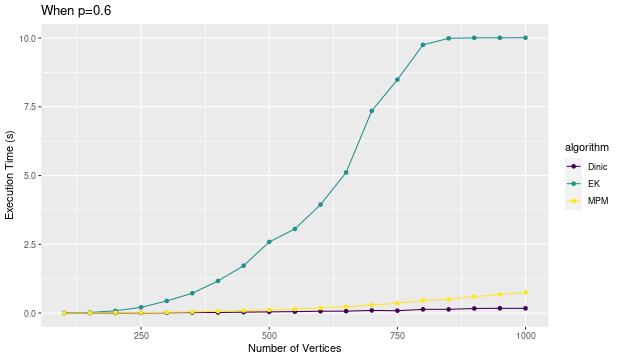 When p=0.6
10.0
7.5
5.0
2.5
0.0
Execution Time (s)
250
500
750
1000
Number of Vertices
algorithm
Dinic
EK
MPM